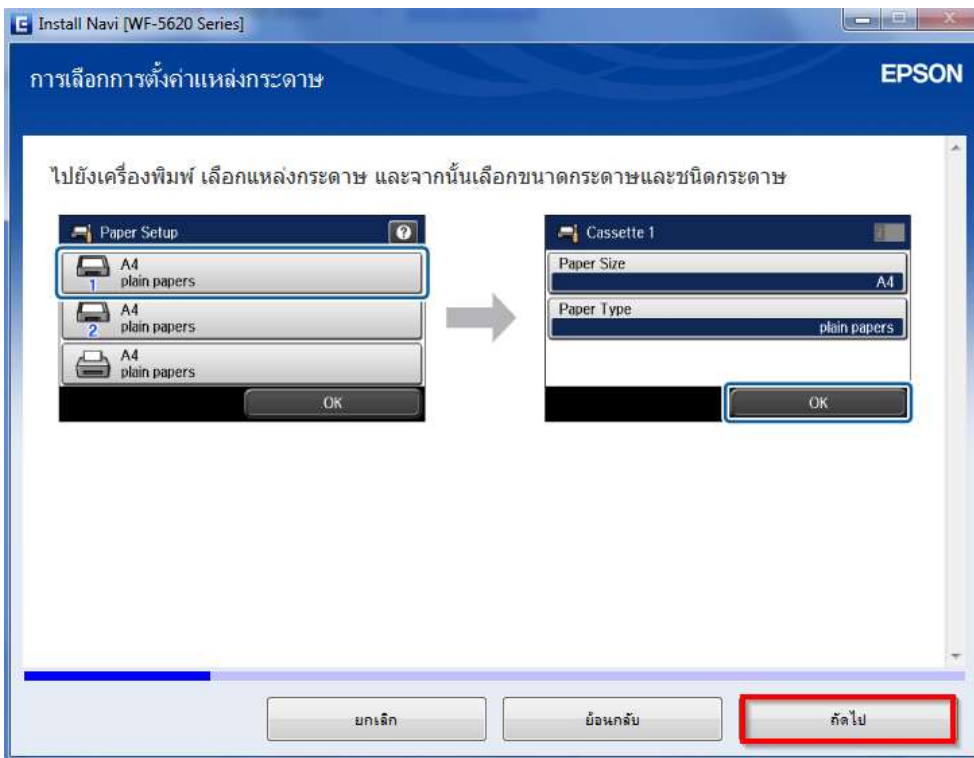 Install Navi [WF-5620 Series]
การเลือกการตั้งค่าแหล่งกระดาษ
EPSON
ไปยังเครื่องพิมพ์ เลือกแหล่งกระดาษ และจากนั้นเลือกขนาดกระดาษและชนิดกระดาษ
Paper Setup
?
1
A4
plain papers
2
A4
plain papers
A4
plain papers
OK
Cassette 1
Paper Size
A4
Paper Type
plain papers
OK
ยกเลิก
ย้อนกลับ
ถัดไป